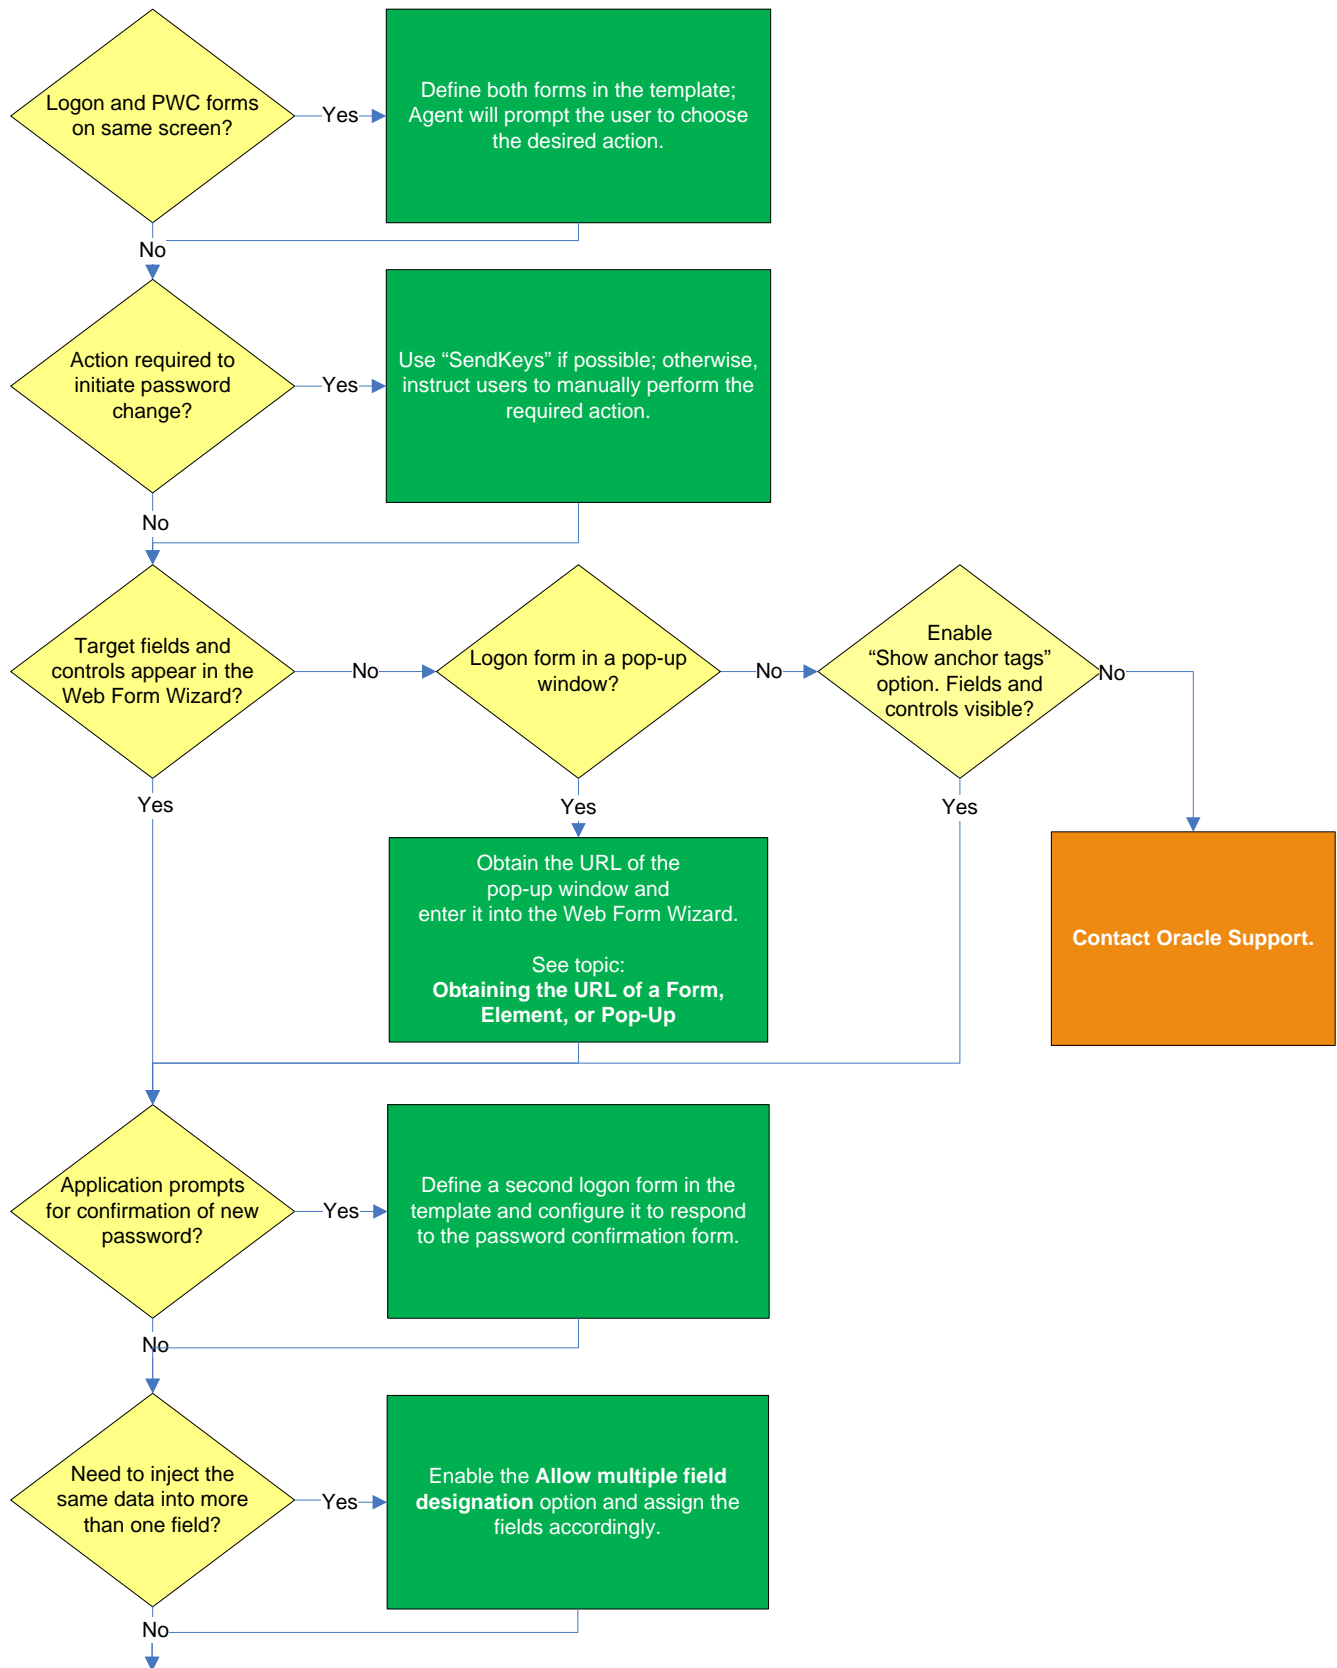 Logon and PWC forms
on same screen?
Yes
Define both forms in the template;
Agent will prompt the user to choose
the desired action.
No
Action required to
initiate password
change?
Yes
Use “SendKeys” if possible; otherwise,
instruct users to manually perform the
required action.
No
Target fields and
controls appear in the
Web Form Wizard?
No
Logon form in a pop-up
window?
No
Enable
“Show anchor tags”
option. Fields and
controls visible?
No
Yes
Yes
Yes
Obtain the URL of the
pop-up window and
enter it into the Web Form Wizard.
See topic:
Obtaining the URL of a Form,
Element, or Pop-Up
Contact Oracle Support.
Application prompts
for confirmation of new
password?
Yes
Define a second logon form in the
template and configure it to respond
to the password confirmation form.
No
Need to inject the
same data into more
than one field?
Yes
Enable the Allow multiple field
designation option and assign the
fields accordingly.
No